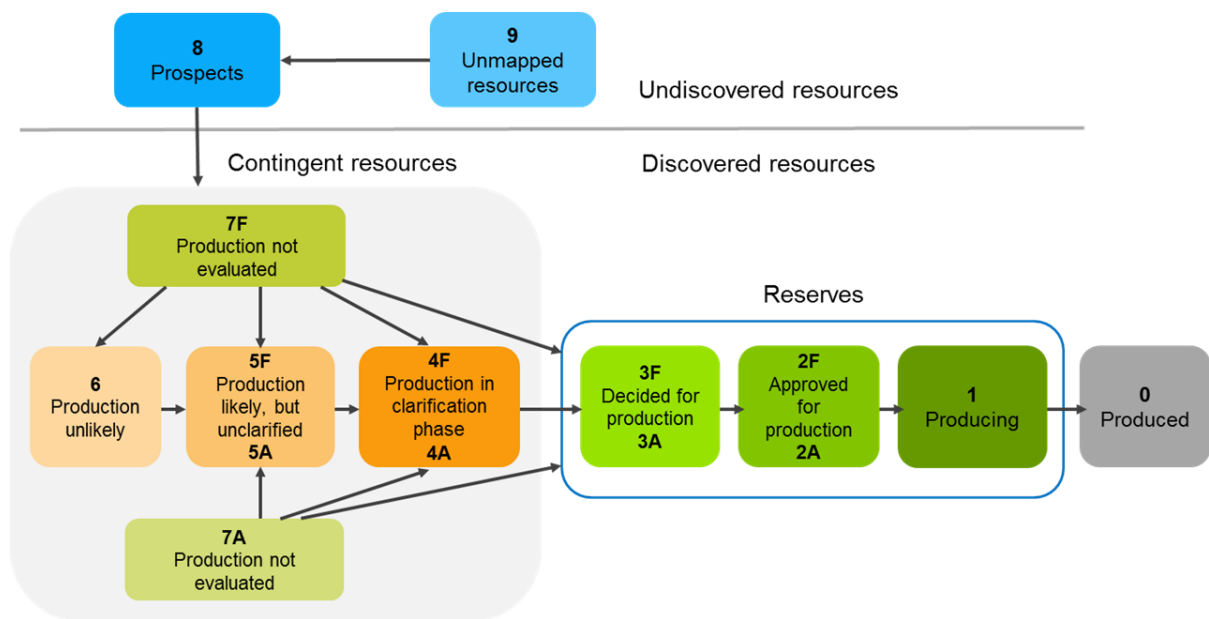 8
Prospects
9
Unmapped
resources
Undiscovered resources
Contingent resources
Discovered resources
7F
Production not
evaluated
Reserves
6
Production
unlikely
5F
Production
likely, but
unclarified
5A
4F
Production in
clarification
phase
4A
3F
Decided for
production
3A
2F
Approved
for
production
2A
1
Producing
0
Produced
7A
Production not
evaluated